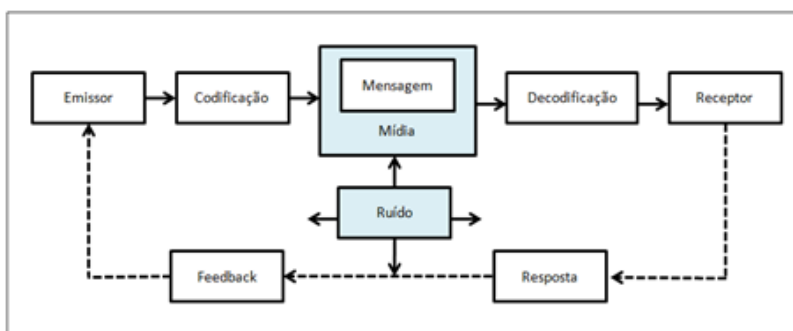 Emissor
Codificação
Mensagem
Mídia
Decodificação
Receptor
Ruído
Feedback
Resposta